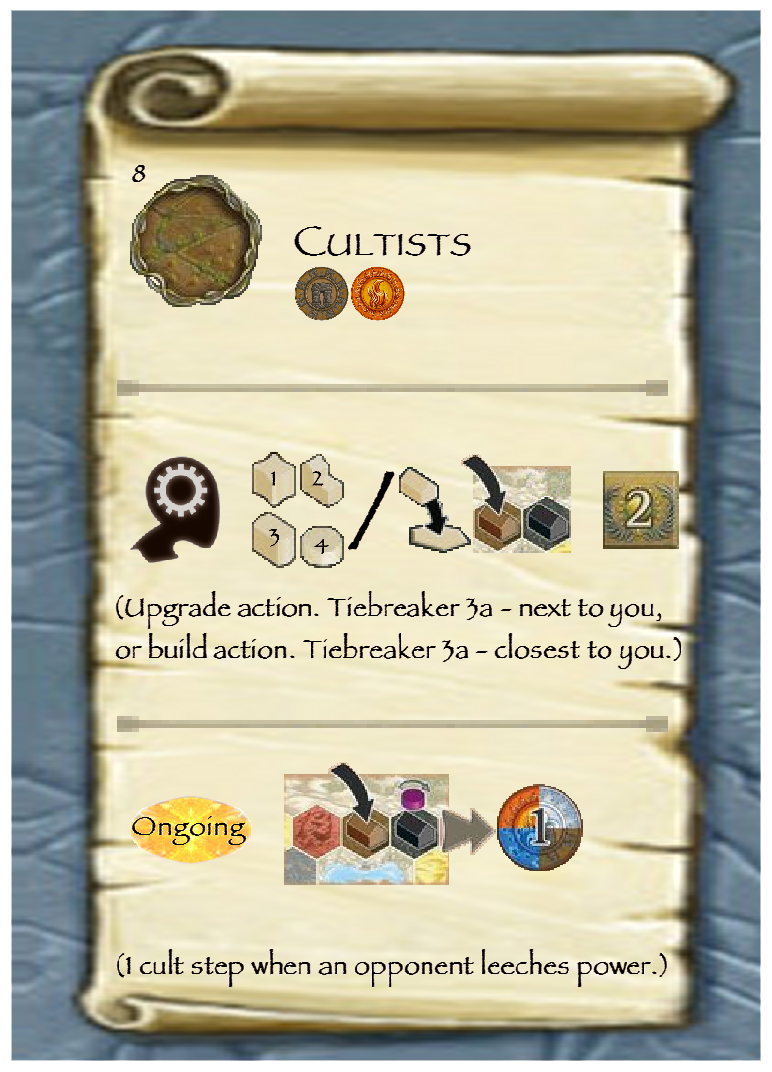 8
CULTISTS
1 2
3 4
2
(Upgrade action. Tiebreaker 3a - next to you,
or build action. Tiebreaker 3a - closest to you.)
Ongoing
1
(1 cult step when an opponent leeches power.)